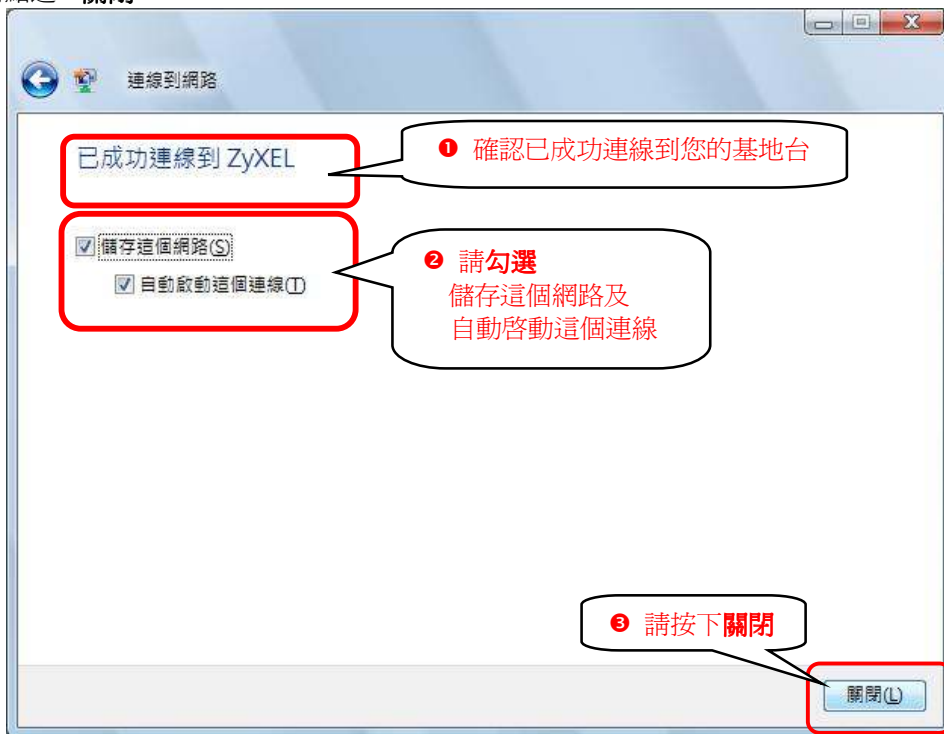 關閉
連線到網路
已成功連線到 ZyXEL
❶ 確認已成功連線到您的基地台
儲存這個網路(S)
自動啟動這個連線(T)
❷ 請勾選
儲存這個網路及
自動啓動這個連線
❸ 請按下關閉
關閉(L)